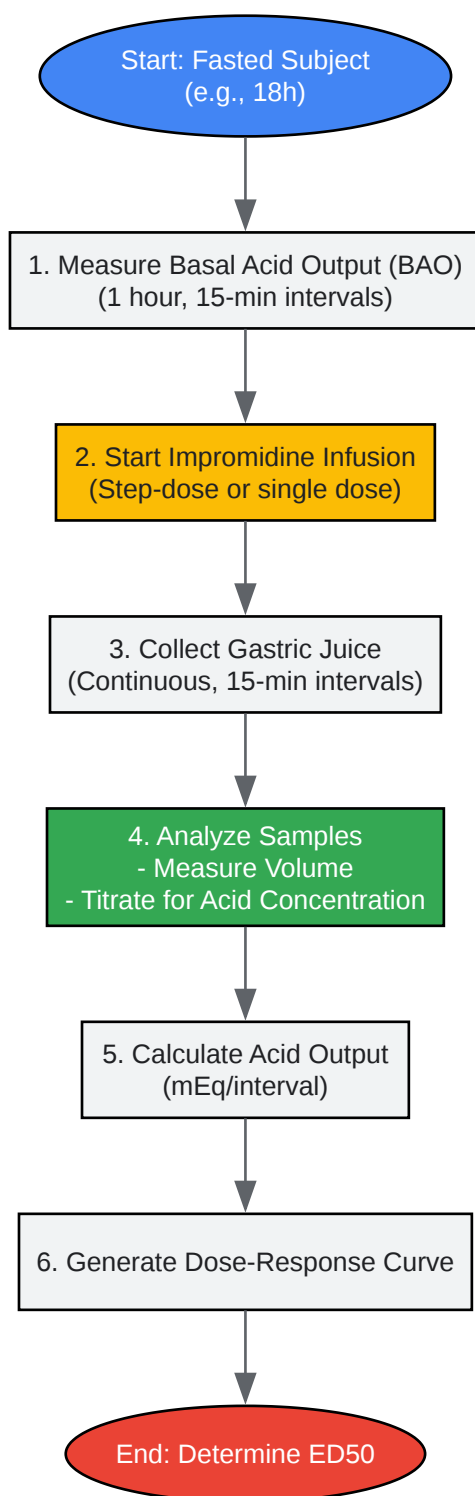 Start: Fasted Subject
(e.g., 18h)
1. Measure Basal Acid Output (BAO)
(1 hour, 15-min intervals)
2. Start Impromidine Infusion
(Step-dose or single dose)
3. Collect Gastric Juice
(Continuous, 15-min intervals)
4. Analyze Samples
- Measure Volume
- Titrate for Acid Concentration
5. Calculate Acid Output
(mEq/interval)
6. Generate Dose-Response Curve
End: Determine ED50